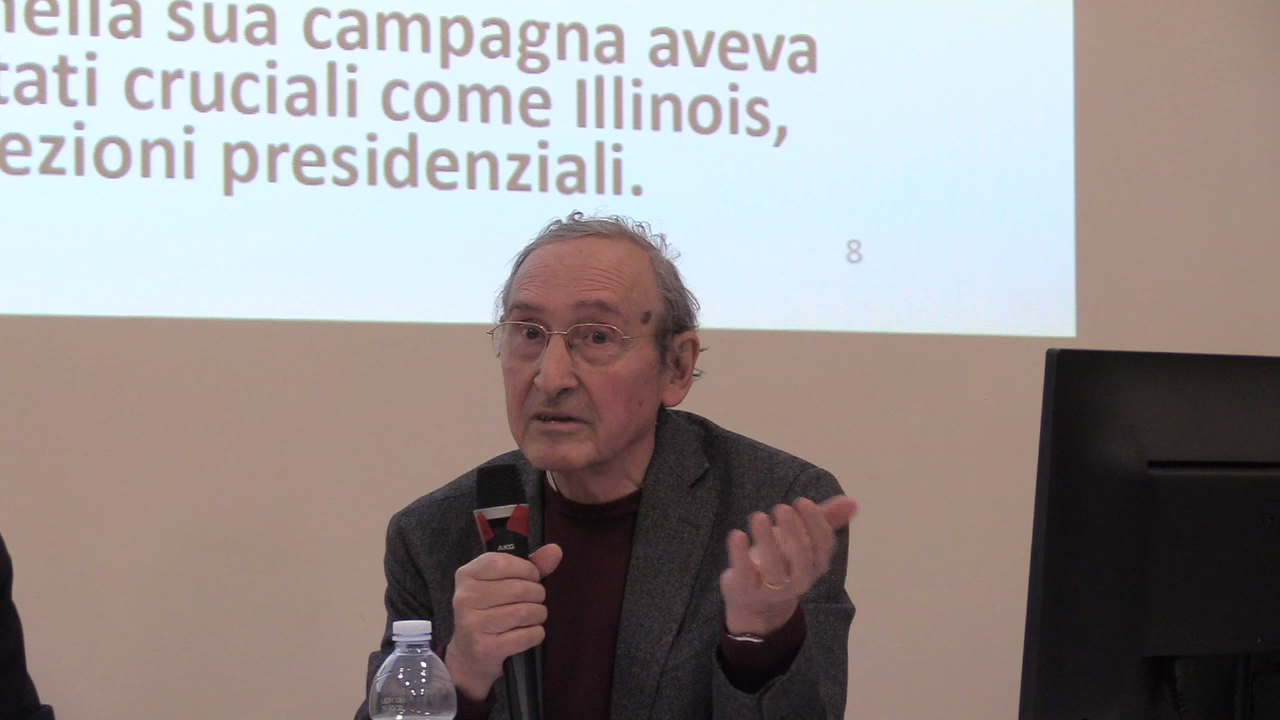 nella sua campagna aveva
tati cruciali come Illinois,
ezioni presidenziali.
8
AKG